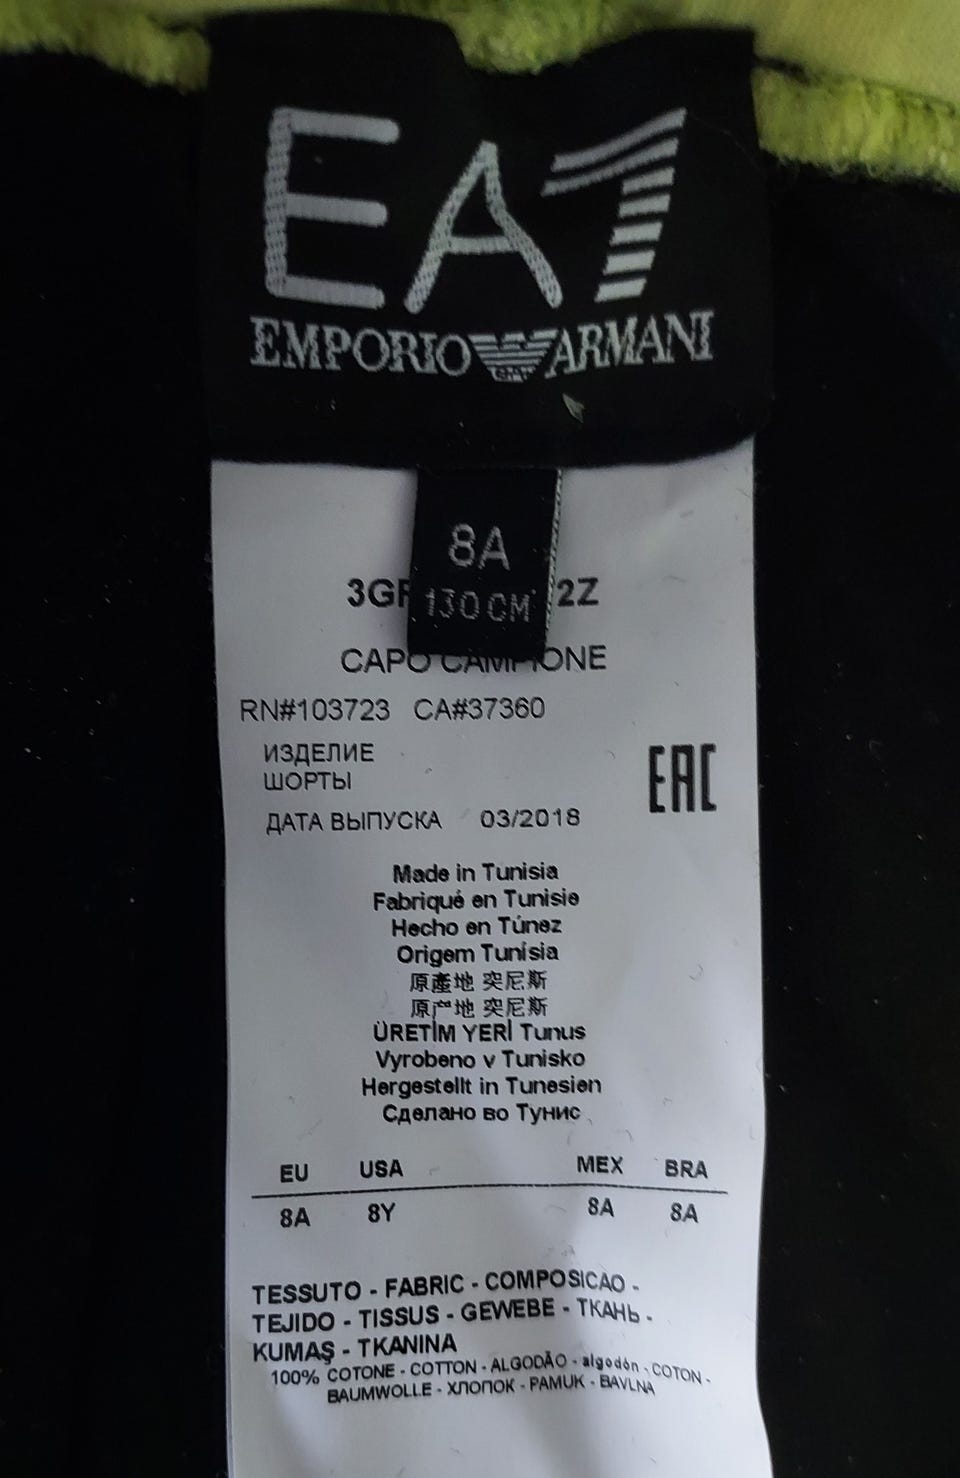 EA7
EMPORIO ARMANI
8A
130 CM
CAPO CAMPIONE
RN#103723 CA#37360
ИЗДЕЛИЕ
ШОРТЫ
EAC
ДАТА ВЫПУСКА 03/2018
Made in Tunisia
Fabriqué en Tunisie
Hecho en Túnez
Origem Tunísia
原產地 突尼斯
原产地 突尼斯
ÜRETİM YERİ Tunus
Vyrobeno v Tunisko
Hergestellt in Tunesien
Сделано во Тунис
EU USA MEX BRA
8A 8Y 8A 8A
TESSUTO - FABRIC - COMPOSICAO -
TEJIDO - TISSUS - GEWEBE - ТКАНЬ -
KUMAŞ - TKANINA
100% COTONE - COTTON - ALGODÃO - algodón - COTON -
BAUMWOLLE - ХЛОПОК - PAMUK - BAVLNA